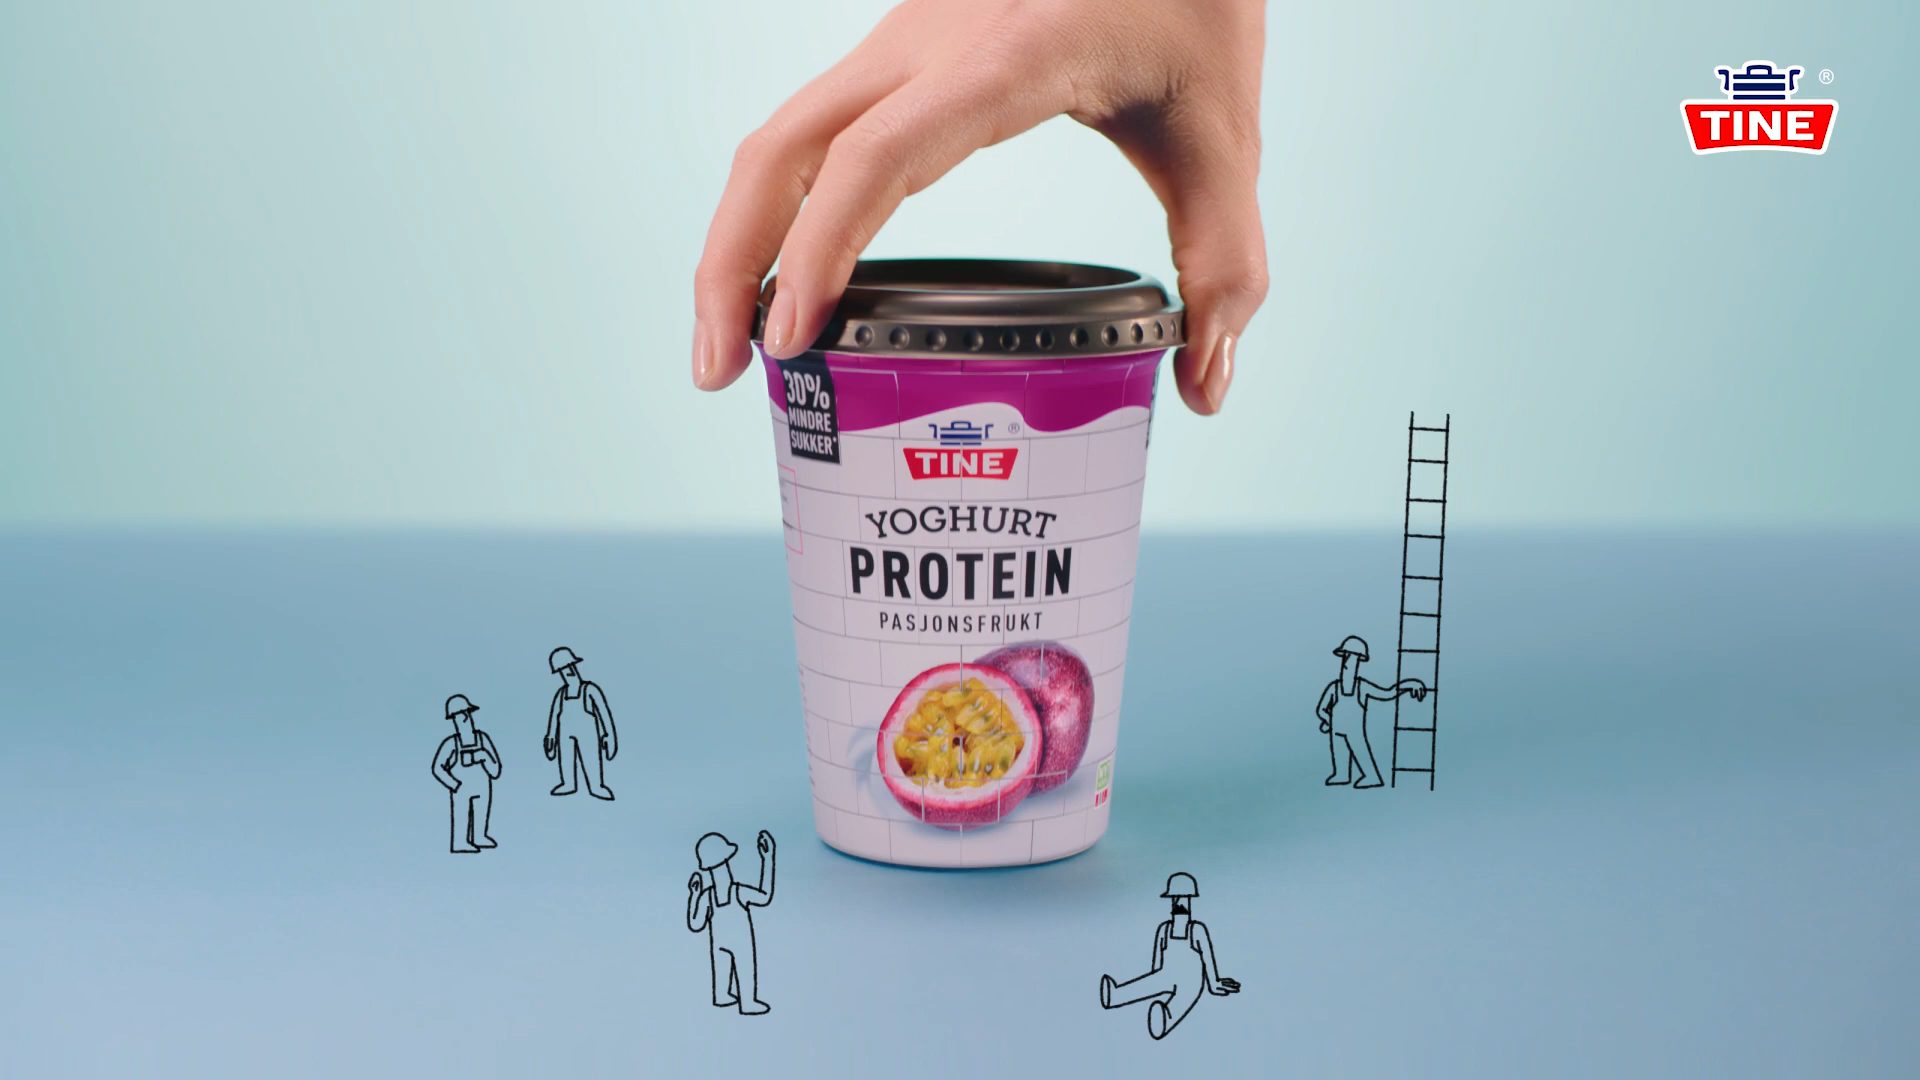 ®
TINE
30%
MINDRE
SUKKER*
®
TINE
YOGHURT
PROTEIN
PASJONSFRUKT